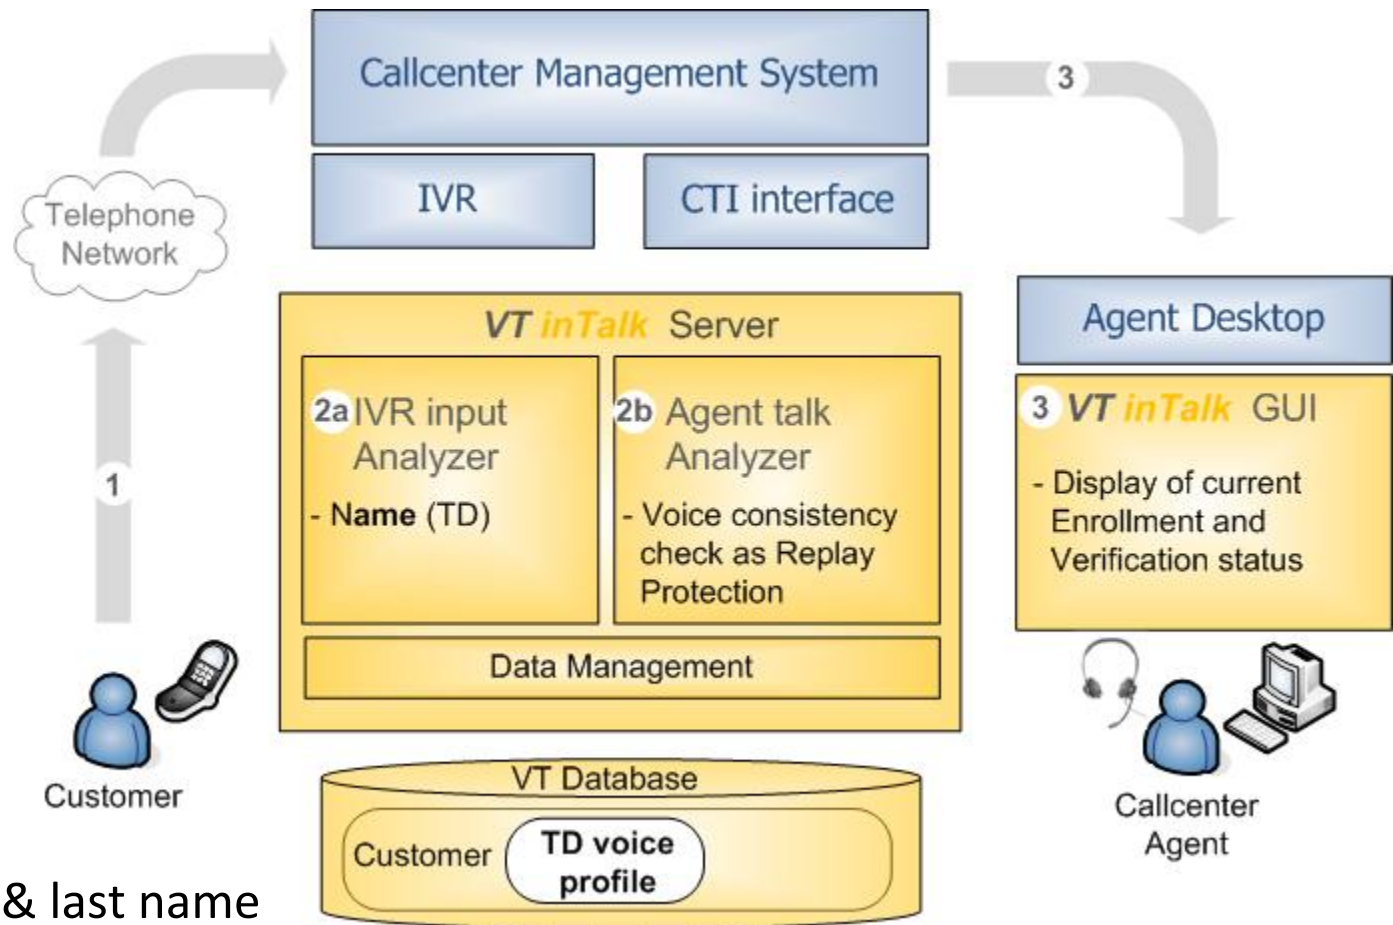 Callcenter Management System
3
IVR
CTI interface
Telephone
Network
Agent Desktop
VT inTalk Server
2a IVR input
Analyzer
- Name (TD)
2b Agent talk
Analyzer
- Voice consistency
check as Replay
Protection
3 VT inTalk GUI
- Display of current
Enrollment and
Verification status
1
Data Management
Customer
VT Database
Customer
TD voice
profile
Callcenter
Agent
& last name